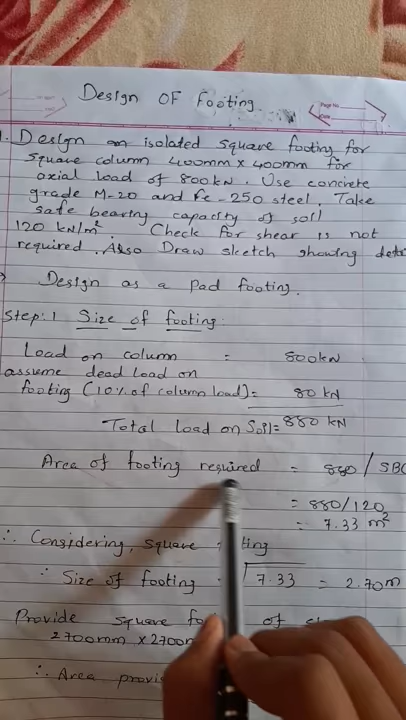 Design OF Footing
Page No.
Date
1. Design an isolated square footing for
square column 400mm x 400mm for
axial load of 800kN. Use concrete
grade M-20 and Fe-250 steel. Take
safe bearing capacity of soil
120 kN/m². Check for shear is not
required. Also Draw sketch showing
Design as a Pad footing.
Step:1 Size of footing:
Load on column = 800kN
assume dead load on
footing (10% of column load) = 80 kN
Total load on Soil = 880 kN
Area of footing required = 880 / SBC
= 880/120
= 7.33 m²
∴ Considering, square
∴ Size of footing √7.33 = 2.70m
Provide square of
2700mm x 2700
∴ Area